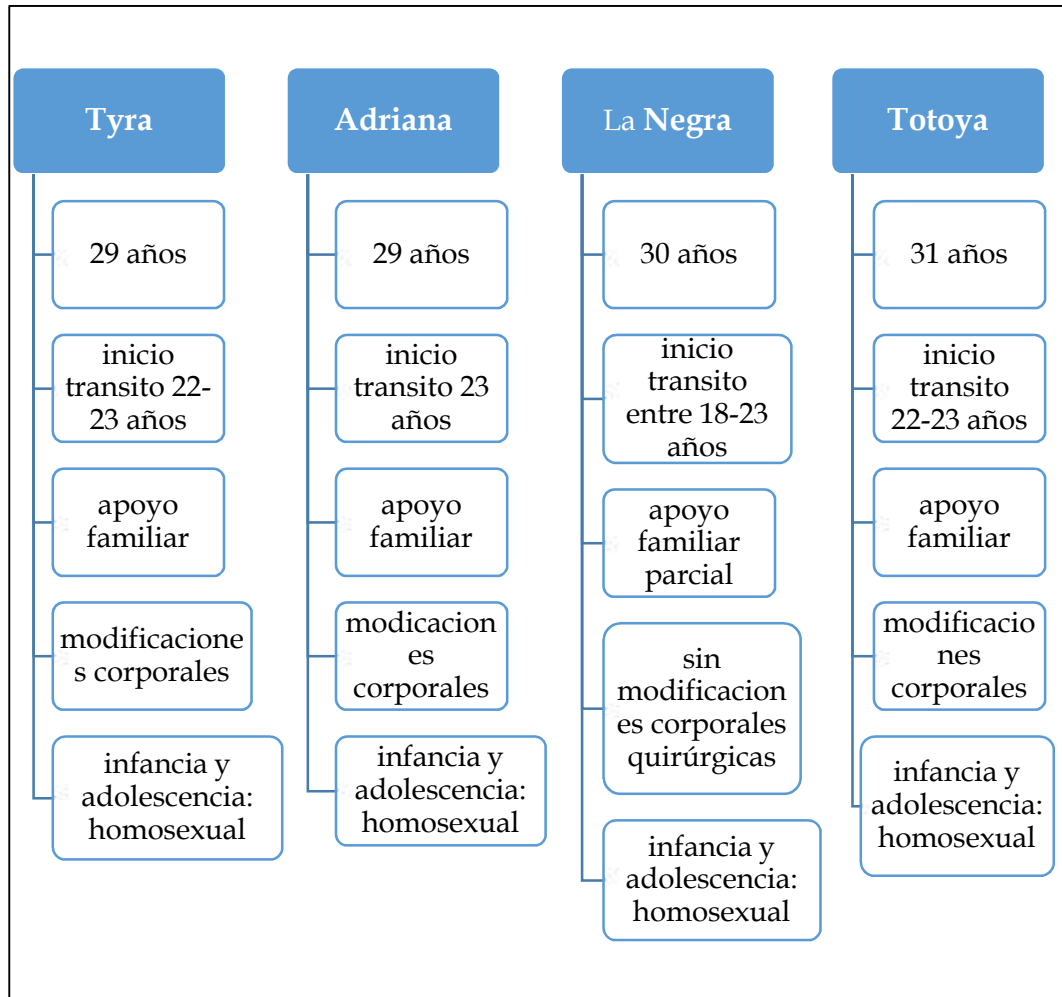 Tyra
29 años
inicio
transito 22-
23 años
apoyo
familiar
modificacione
s corporales
infancia y
adolescencia:
homosexual
Adriana
29 años
inicio
transito 23
años
apoyo
familiar
modicacion
es
corporales
infancia y
adolescencia:
homosexual
La Negra
30 años
inicio
transito
entre 18-23
años
apoyo
familiar
parcial
sin
modificacion
es corporales
quirúrgicas
infancia y
adolescencia:
homosexual
Totoya
31 años
inicio
transito
22-23 años
apoyo
familiar
modificacio
nes
corporales
infancia y
adolescencia:
homosexual